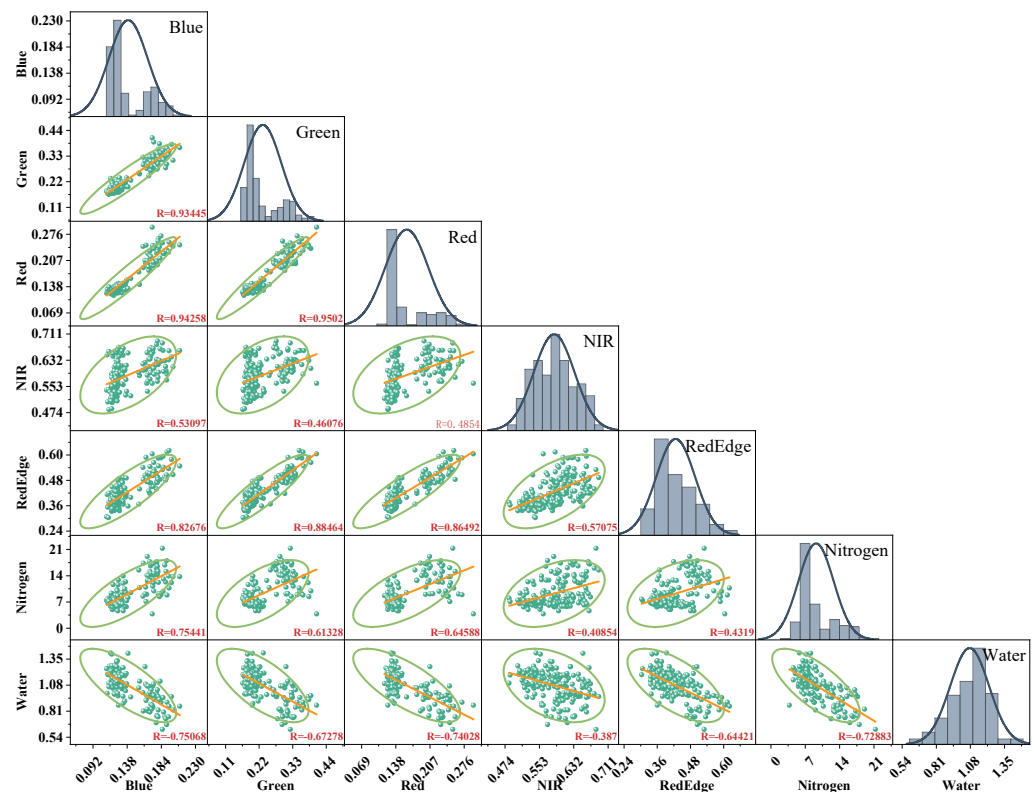 Blue
0.230
0.184
0.138
0.092
Blue
Green
0.44
0.33
0.22
0.11
Green
R=0.93445
Red
0.276
0.207
0.138
0.069
Red
R=0.94258 R=0.9502
NIR
0.711
0.632
0.553
0.474
NIR
R=0.53097 R=0.46076 R=0.4854
RedEdge
0.60
0.48
0.36
0.24
RedEdge
R=0.82676 R=0.88464 R=0.86492 R=0.57075
Nitrogen
21
14
7
0
Nitrogen
R=0.75441 R=0.61328 R=0.64588 R=0.40854 R=0.4319
Water
1.35
1.08
0.81
0.54
Water
R=-0.75068 R=-0.67278 R=-0.74028 R=-0.387 R=-0.64421 R=-0.72883
0.092 0.138 0.184 0.230 0.11 0.22 0.33 0.44 0.069 0.138 0.207 0.276 0.474 0.553 0.632 0.711 0.24 0.36 0.48 0.60 0 7 14 21 0.54 0.81 1.08 1.35
Blue Green Red NIR RedEdge Nitrogen Water